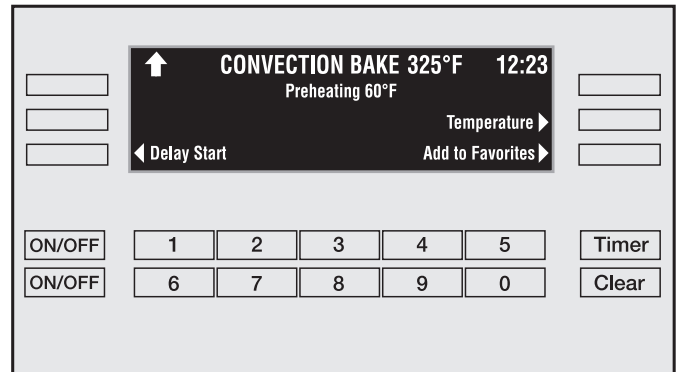 CONVECTION BAKE 325°F 12:23
Preheating 60°F
Temperature
Delay Start Add to Favorites
ON/OFF 1 2 3 4 5 Timer
ON/OFF 6 7 8 9 0 Clear